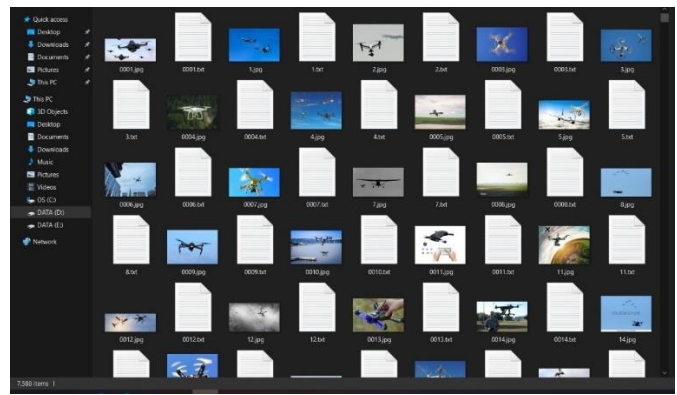 Quick access
Desktop
Downloads
Documents
Pictures
This PC
This PC
3D Objects
Desktop
Documents
Downloads
Music
Pictures
Videos
OS (C:)
DATA (D:)
DATA (E:)
Network
0001.jpg 0001.txt 1.jpg 1.txt 2.jpg 2.txt 0003.jpg 0003.txt 3.jpg
3.txt 0004.jpg 0004.txt 4.jpg 4.txt 0005.jpg 0005.txt 5.jpg 5.txt
0006.jpg 0006.txt 0007.jpg 0007.txt 7.jpg 7.txt 0008.jpg 0008.txt 8.jpg
8.txt 0009.jpg 0009.txt 0010.jpg 0010.txt 0011.jpg 0011.txt 11.jpg 11.txt
0012.jpg 0012.txt 12.jpg 12.txt 0013.jpg 0013.txt 0014.jpg 0014.txt 14.jpg
7,588 items